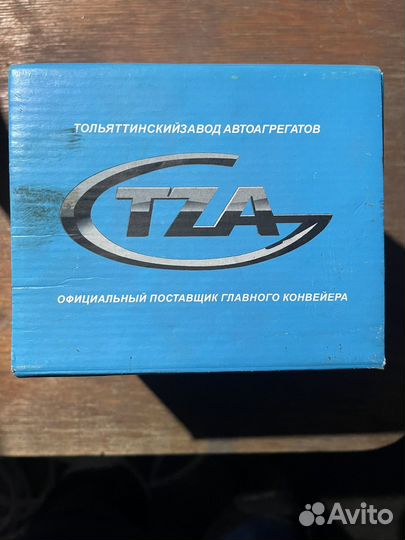 ТОЛЬЯТТИНСКИЙЗАВОД АВТОАГРЕГАТОВ
TZA
ОФИЦИАЛЬНЫЙ ПОСТАВЩИК ГЛАВНОГО КОНВЕЙЕРА
Avito